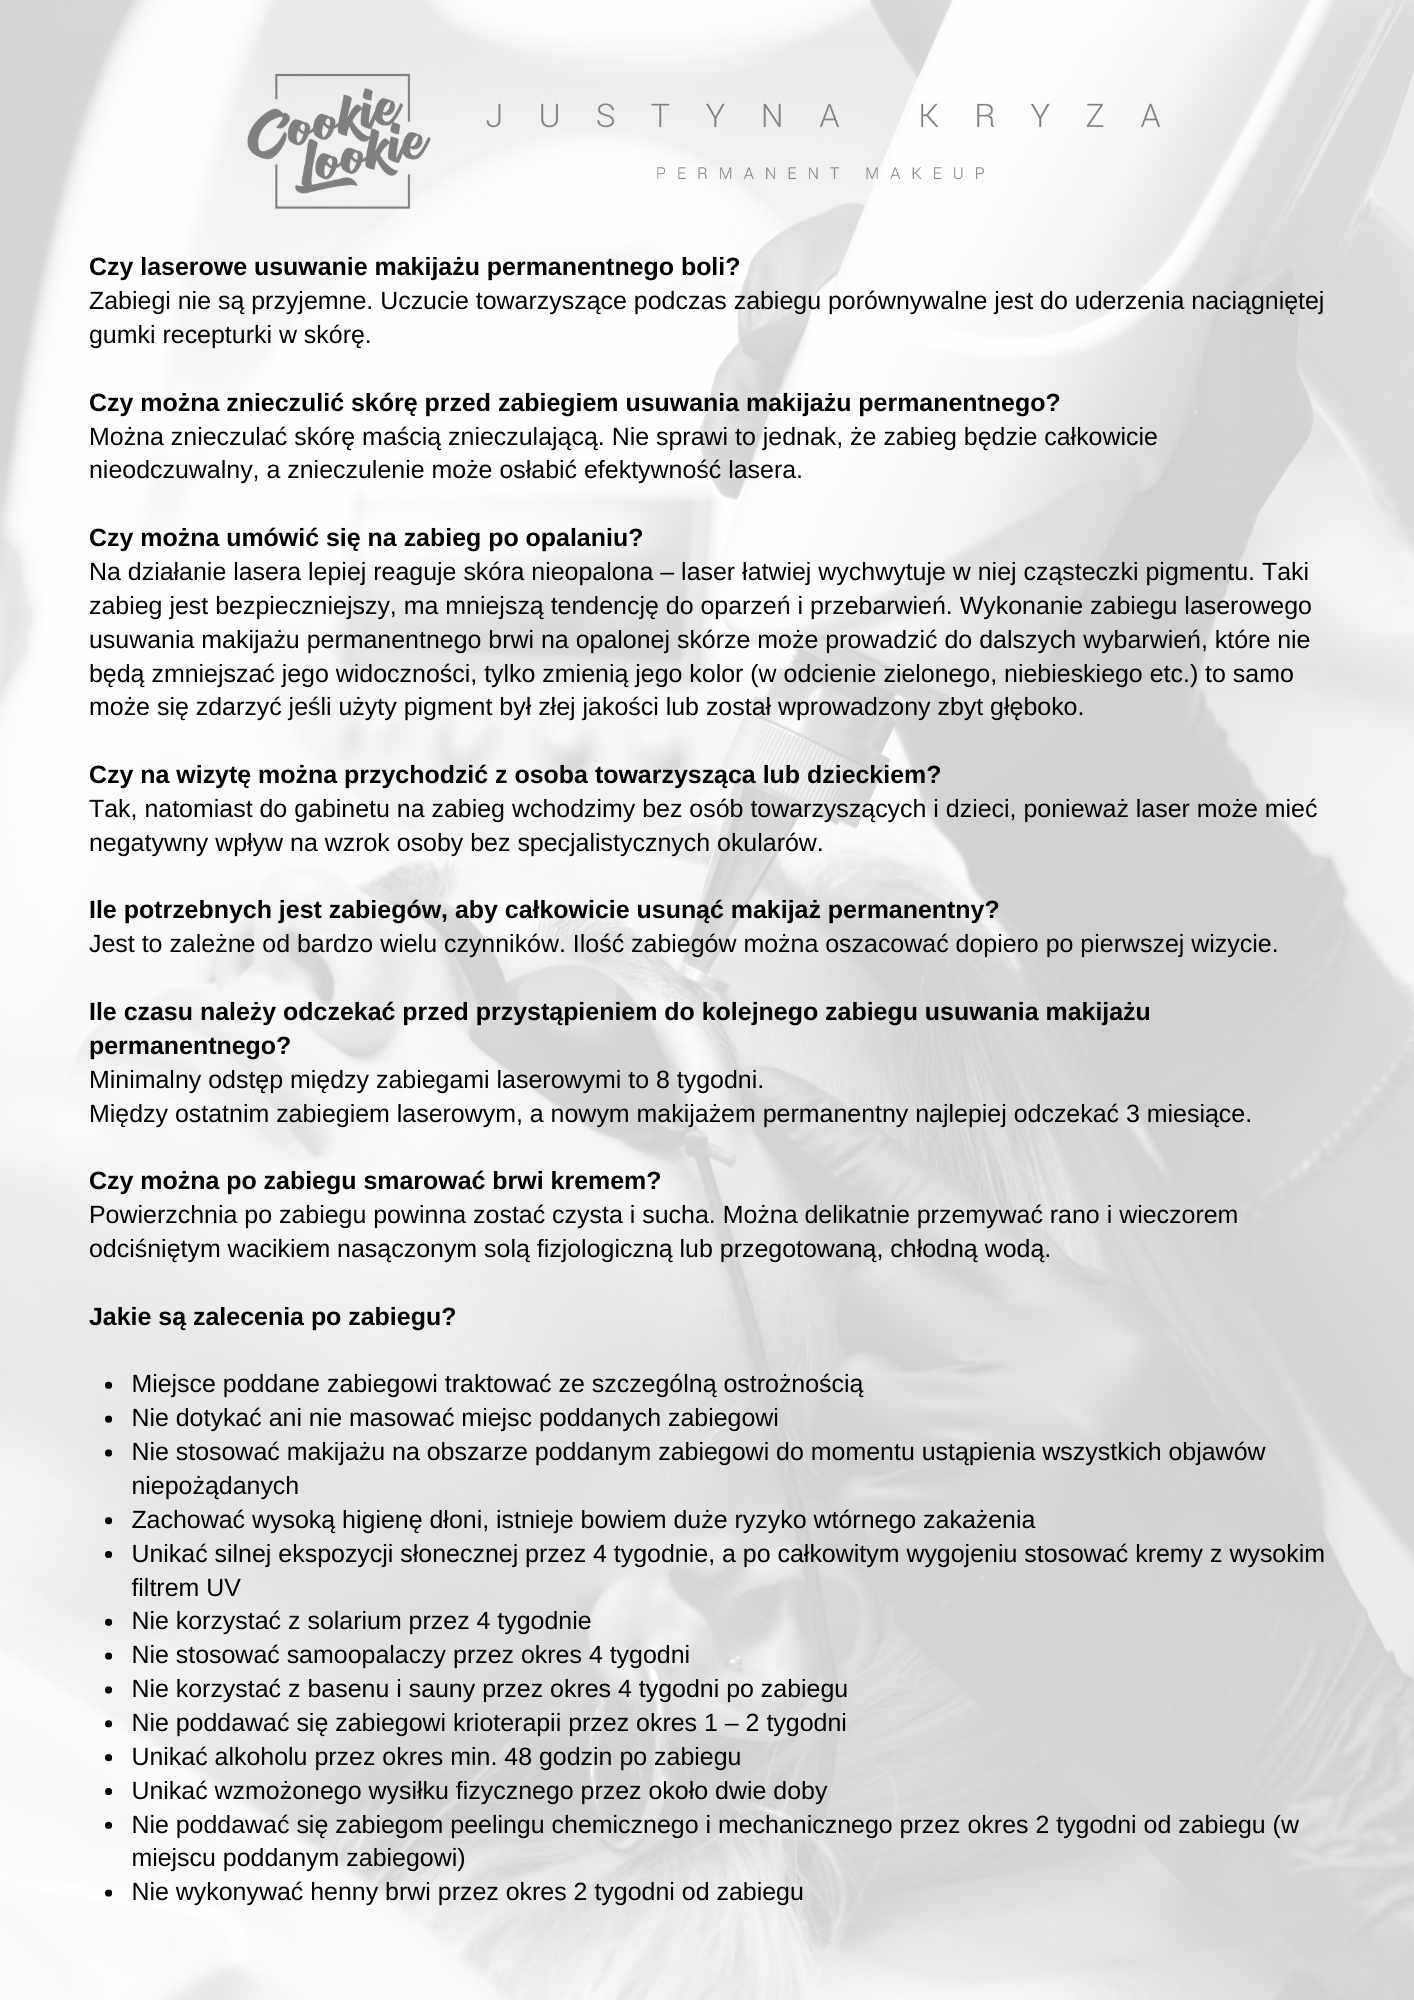 Cookie
Lookie
JUSTYNA KRYZA
PERMANENT MAKEUP
Czy laserowe usuwanie makijażu permanentnego boli?
Zabiegi nie są przyjemne. Uczucie towarzyszące podczas zabiegu porównywalne jest do uderzenia naciągniętej
gumki recepturki w skórę.
Czy można znieczulić skórę przed zabiegiem usuwania makijażu permanentnego?
Można znieczulać skórę maścią znieczulającą. Nie sprawi to jednak, że zabieg będzie całkowicie
nieodczuwalny, a znieczulenie może osłabić efektywność lasera.
Czy można umówić się na zabieg po opalaniu?
Na działanie lasera lepiej reaguje skóra nieopalona – laser łatwiej wychwytuje w niej cząsteczki pigmentu. Taki
zabieg jest bezpieczniejszy, ma mniejszą tendencję do oparzeń i przebarwień. Wykonanie zabiegu laserowego
usuwania makijażu permanentnego brwi na opalonej skórze może prowadzić do dalszych wybarwień, które nie
będą zmniejszać jego widoczności, tylko zmienią jego kolor (w odcienie zielonego, niebieskiego etc.) to samo
może się zdarzyć jeśli użyty pigment był złej jakości lub został wprowadzony zbyt głęboko.
Czy na wizytę można przychodzić z osoba towarzysząca lub dzieckiem?
Tak, natomiast do gabinetu na zabieg wchodzimy bez osób towarzyszących i dzieci, ponieważ laser może mieć
negatywny wpływ na wzrok osoby bez specjalistycznych okularów.
Ile potrzebnych jest zabiegów, aby całkowicie usunąć makijaż permanentny?
Jest to zależne od bardzo wielu czynników. Ilość zabiegów można oszacować dopiero po pierwszej wizycie.
Ile czasu należy odczekać przed przystąpieniem do kolejnego zabiegu usuwania makijażu
permanentnego?
Minimalny odstęp między zabiegami laserowymi to 8 tygodni.
Między ostatnim zabiegiem laserowym, a nowym makijażem permanentny najlepiej odczekać 3 miesiące.
Czy można po zabiegu smarować brwi kremem?
Powierzchnia po zabiegu powinna zostać czysta i sucha. Można delikatnie przemywać rano i wieczorem
odciśniętym wacikiem nasączonym solą fizjologiczną lub przegotowaną, chłodną wodą.
Jakie są zalecenia po zabiegu?
• Miejsce poddane zabiegowi traktować ze szczególną ostrożnością
• Nie dotykać ani nie masować miejsc poddanych zabiegowi
• Nie stosować makijażu na obszarze poddanym zabiegowi do momentu ustąpienia wszystkich objawów
niepożądanych
• Zachować wysoką higienę dłoni, istnieje bowiem duże ryzyko wtórnego zakażenia
• Unikać silnej ekspozycji słonecznej przez 4 tygodnie, a po całkowitym wygojeniu stosować kremy z wysokim
filtrem UV
• Nie korzystać z solarium przez 4 tygodnie
• Nie stosować samoopalaczy przez okres 4 tygodni
• Nie korzystać z basenu i sauny przez okres 4 tygodni po zabiegu
• Nie poddawać się zabiegowi krioterapii przez okres 1 – 2 tygodni
• Unikać alkoholu przez okres min. 48 godzin po zabiegu
• Unikać wzmożonego wysiłku fizycznego przez około dwie doby
• Nie poddawać się zabiegom peelingu chemicznego i mechanicznego przez okres 2 tygodni od zabiegu (w
miejscu poddanym zabiegowi)
• Nie wykonywać henny brwi przez okres 2 tygodni od zabiegu